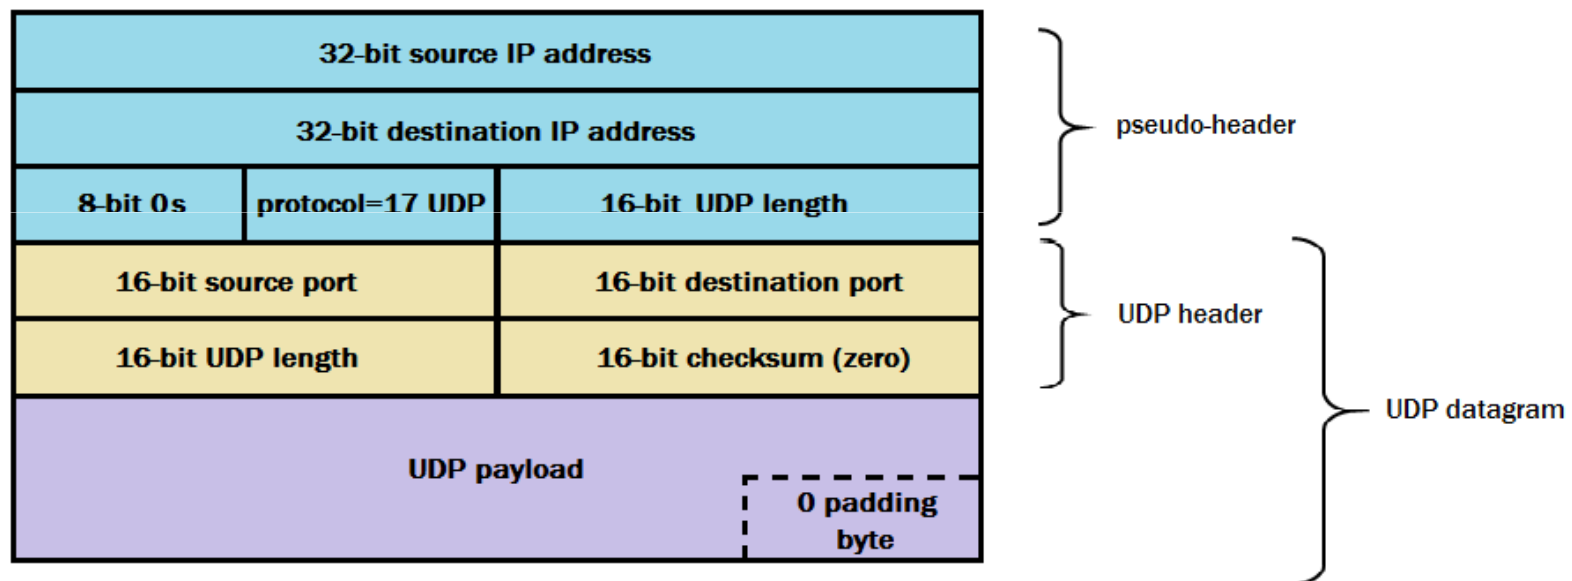 32-bit source IP address
32-bit destination IP address
pseudo-header
8-bit 0s
protocol=17 UDP
16-bit UDP length
16-bit source port
16-bit destination port
UDP header
16-bit UDP length
16-bit checksum (zero)
UDP datagram
UDP payload
0 padding
byte